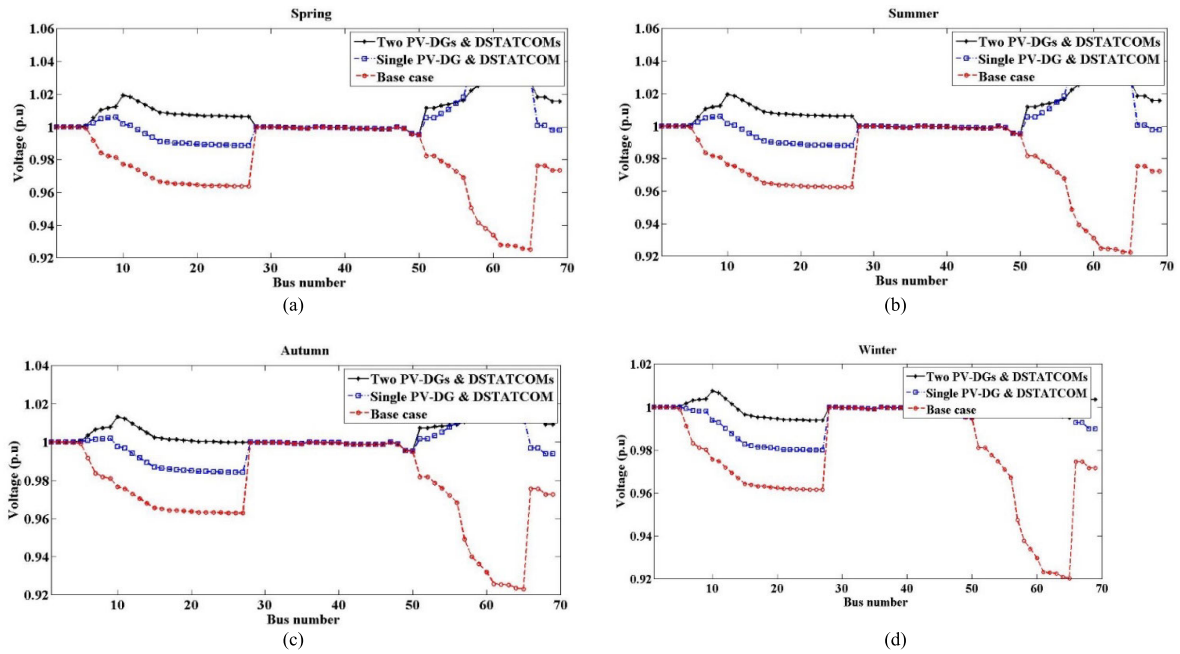 Spring
1.06
1.04
1.02
1
0.98
0.96
0.94
0.92
Voltage (p.u)
Two PV-DGs & DSTATCOMs
Single PV-DG & DSTATCOM
Base case
10 20 30 40 50 60 70
Bus number
(a)
Summer
1.06
1.04
1.02
1
0.98
0.96
0.94
0.92
Voltage (p.u)
Two PV-DGs & DSTATCOMs
Single PV-DG & DSTATCOM
Base case
10 20 30 40 50 60 70
Bus number
(b)
Autumn
1.04
1.02
1
0.98
0.96
0.94
0.92
Voltage (p.u)
Two PV-DGs & DSTATCOMs
Single PV-DG & DSTATCOM
Base case
10 20 30 40 50 60 70
Bus number
(c)
Winter
1.02
1
0.98
0.96
0.94
0.92
Voltage (p.u)
Two PV-DGs & DSTATCOMs
Single PV-DG & DSTATCOM
Base case
10 20 30 40 50 60 70
Bus number
(d)